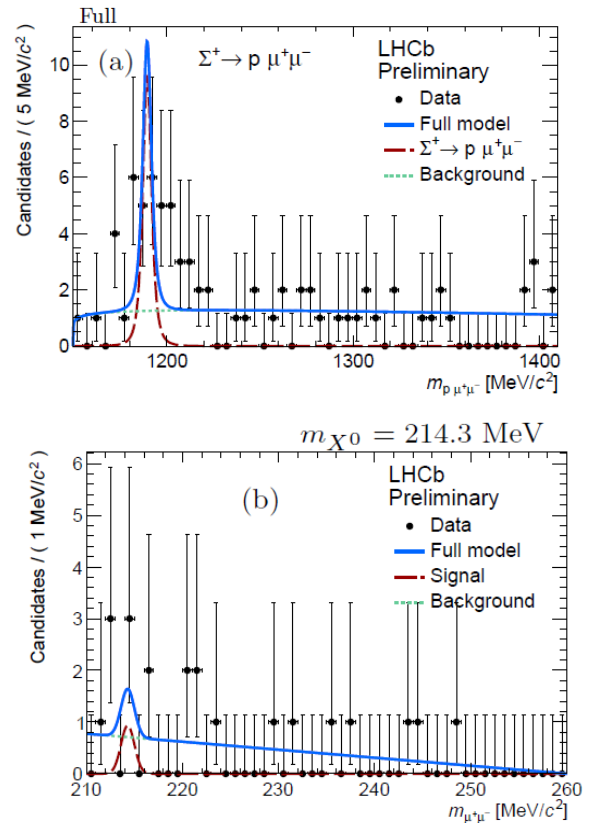 Full
Candidates / ( 5 MeV/c²)
10
8
6
4
2
0
(a)
Σ⁺→ p μ⁺μ⁻
LHCb
Preliminary
Data
Full model
Σ⁺→ p μ⁺μ⁻
Background
1200 1300 1400
m_{p μ⁺μ⁻} [MeV/c²]
m_{X⁰} = 214.3 MeV
Candidates / ( 1 MeV/c²)
6
5
4
3
2
1
0
(b)
LHCb
Preliminary
Data
Full model
Signal
Background
210 220 230 240 250 260
m_{μ⁺μ⁻} [MeV/c²]